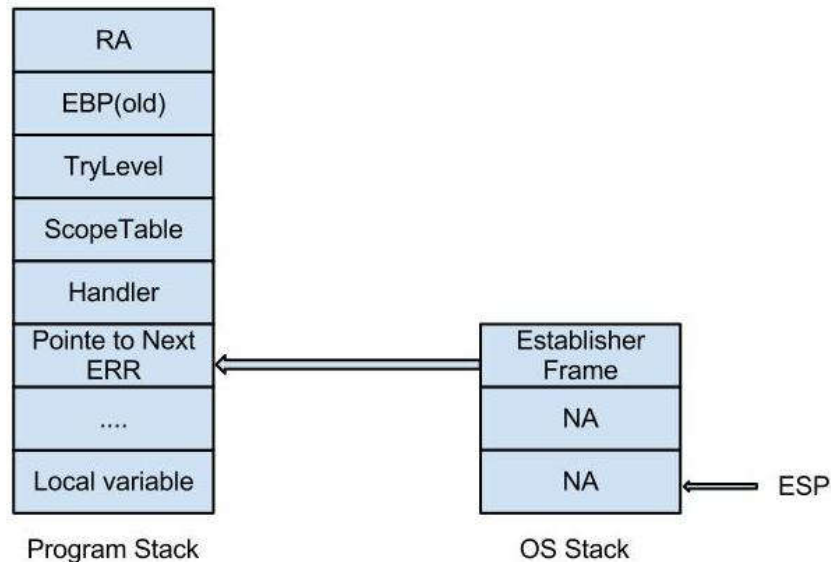 RA
EBP(old)
TryLevel
ScopeTable
Handler
Pointe to Next
ERR
....
Local variable
Program Stack
Establisher
Frame
NA
NA
ESP
OS Stack